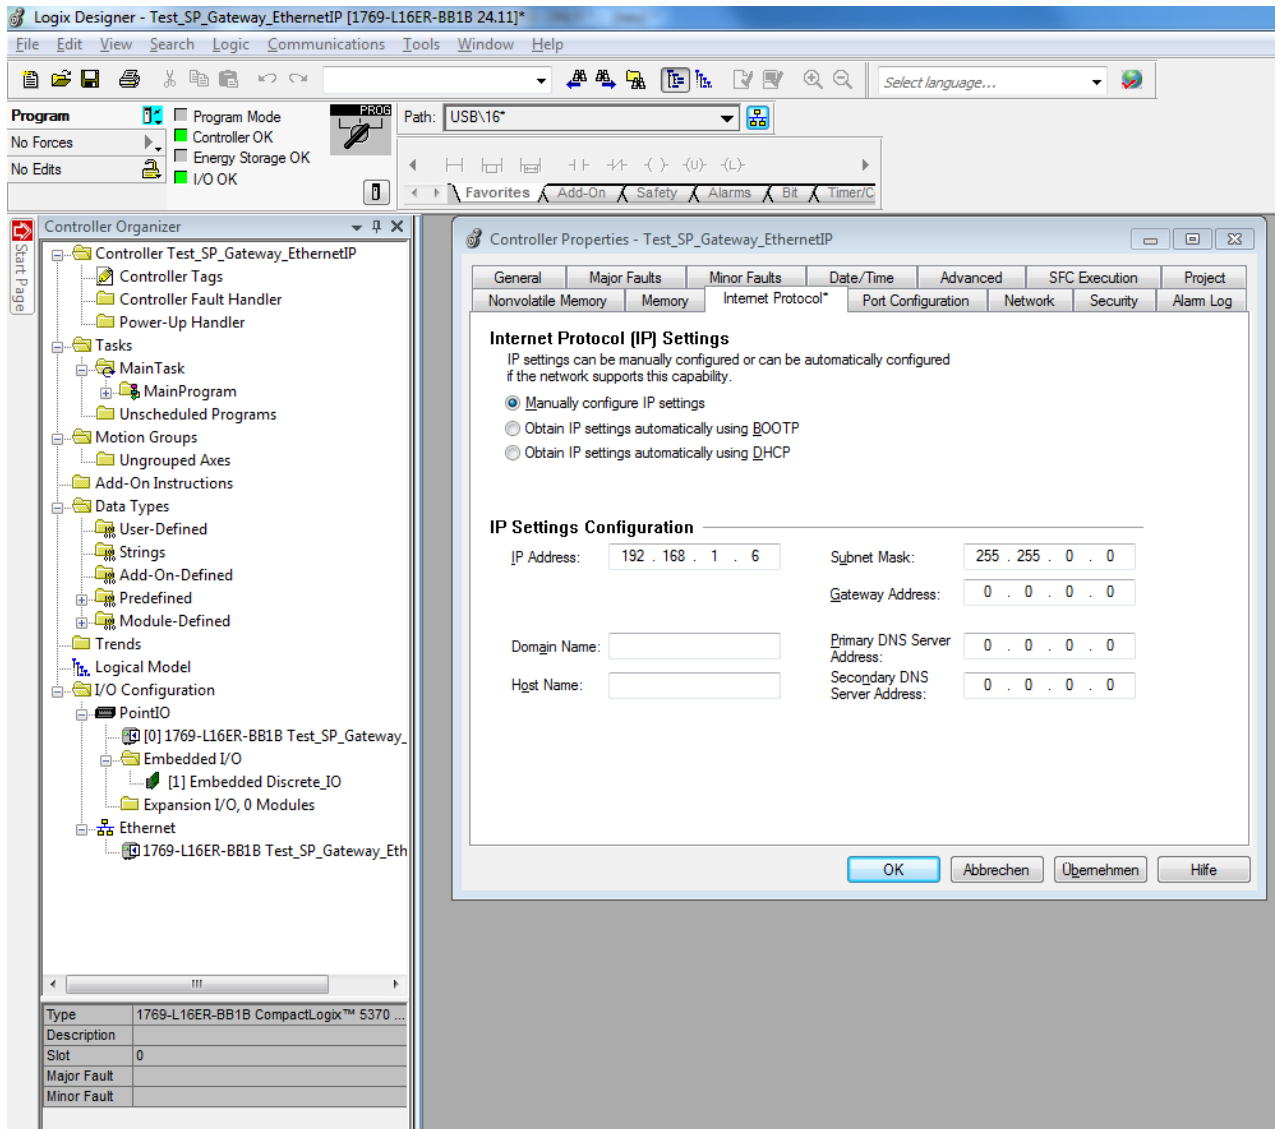 Logix Designer - Test_SP_Gateway_EthernetIP [1769-L16ER-BB1B 24.11]*
File Edit View Search Logic Communications Tools Window Help
Select language...
Program
No Forces
No Edits
Program Mode
Controller OK
Energy Storage OK
I/O OK
PROG
Path: USB\16*
Favorites Add-On Safety Alarms Bit Timer/C
Start Page
Controller Organizer
Controller Test_SP_Gateway_EthernetIP
Controller Tags
Controller Fault Handler
Power-Up Handler
Tasks
MainTask
MainProgram
Unscheduled Programs
Motion Groups
Ungrouped Axes
Add-On Instructions
Data Types
User-Defined
Strings
Add-On-Defined
Predefined
Module-Defined
Trends
Logical Model
I/O Configuration
PointIO
[0] 1769-L16ER-BB1B Test_SP_Gateway_
Embedded I/O
[1] Embedded Discrete_IO
Expansion I/O, 0 Modules
Ethernet
1769-L16ER-BB1B Test_SP_Gateway_Eth
Type 1769-L16ER-BB1B CompactLogix™ 5370 ...
Description
Slot 0
Major Fault
Minor Fault
Controller Properties - Test_SP_Gateway_EthernetIP
General Major Faults Minor Faults Date/Time Advanced SFC Execution Project
Nonvolatile Memory Memory Internet Protocol* Port Configuration Network Security Alarm Log
Internet Protocol (IP) Settings
IP settings can be manually configured or can be automatically configured
if the network supports this capability.
Manually configure IP settings
Obtain IP settings automatically using BOOTP
Obtain IP settings automatically using DHCP
IP Settings Configuration
IP Address: 192 . 168 . 1 . 6
Subnet Mask: 255 . 255 . 0 . 0
Gateway Address: 0 . 0 . 0 . 0
Domain Name:
Primary DNS Server Address: 0 . 0 . 0 . 0
Host Name:
Secondary DNS Server Address: 0 . 0 . 0 . 0
OK Abbrechen Übernehmen Hilfe